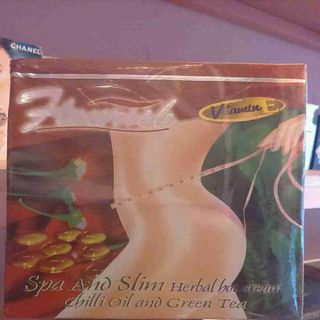 CHANEL
Vitamin E
Spa And Slim Herbal hot cream
Chilli Oil and Green Tea